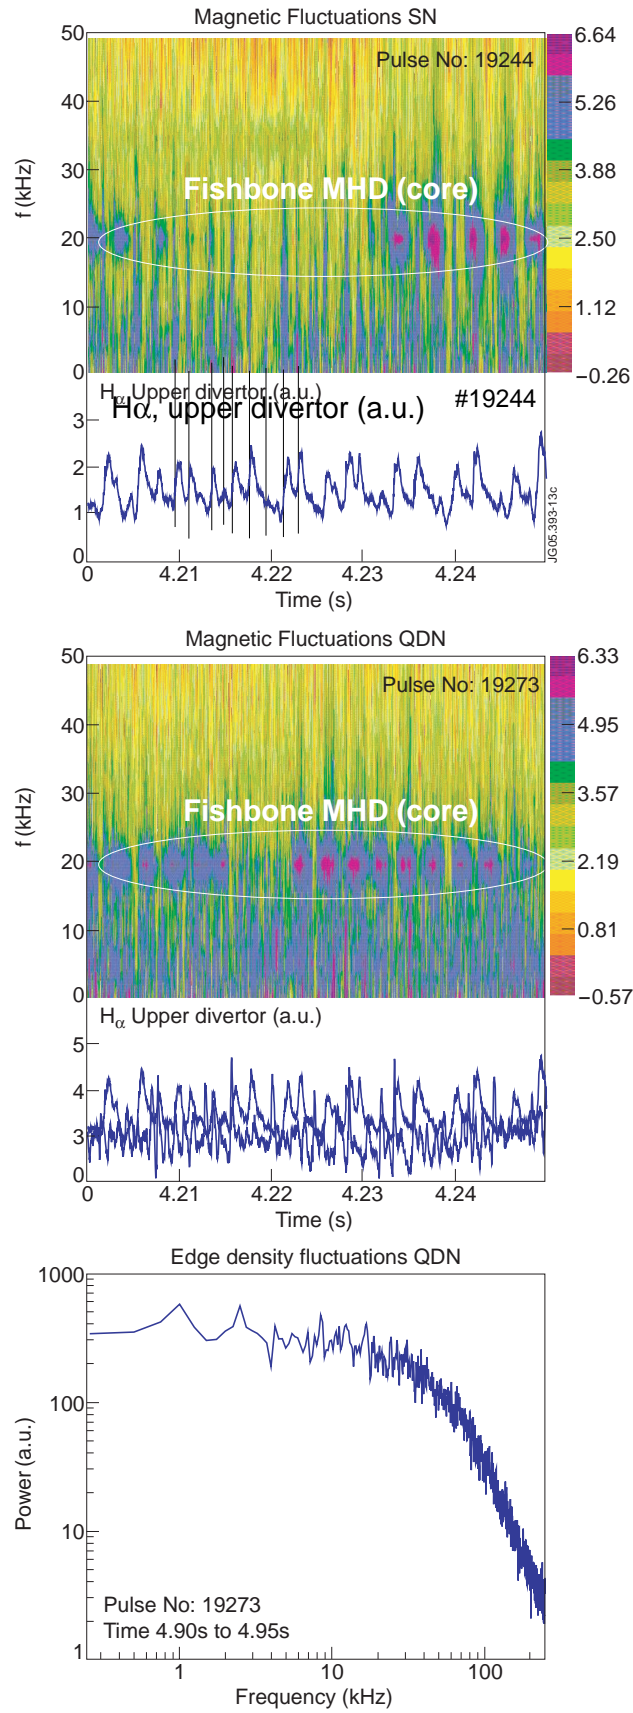 Magnetic Fluctuations SN
50
40
30
20
10
0
f (kHz)
Pulse No: 19244
Fishbone MHD (core)
6.64
5.26
3.88
2.50
1.12
−0.26
Hα Upper divertor (a.u.)
Hα, upper divertor (a.u.)
#19244
3
2
1
0
0 4.21 4.22 4.23 4.24
Time (s)
JG05.393-13c
Magnetic Fluctuations QDN
50
40
30
20
10
0
f (kHz)
Pulse No: 19273
Fishbone MHD (core)
6.33
4.95
3.57
2.19
0.81
−0.57
Hα Upper divertor (a.u.)
5
4
3
0
0 4.21 4.22 4.23 4.24
Time (s)
Edge density fluctuations QDN
1000
100
10
1
Power (a.u.)
Pulse No: 19273
Time 4.90s to 4.95s
1 10 100
Frequency (kHz)